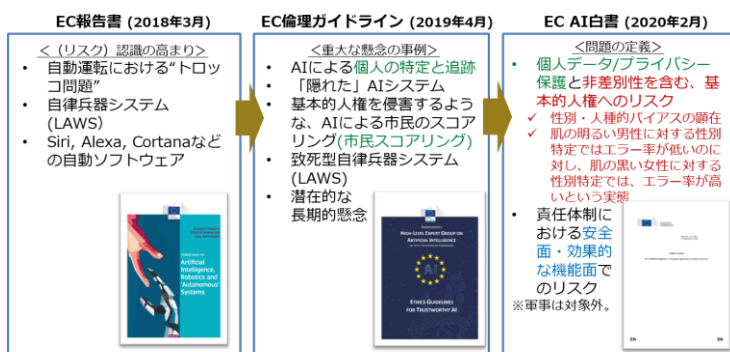 EC報告書(2018年3月)
<(リスク)認識の高まり>
• 自動運転における“トロッ
コ問題”
• 自律兵器システム
(LAWS)
• Siri, Alexa, Cortanaなど
の自動ソフトウェア
Artificial
Intelligence,
Robotics and
'Autonomous'
Systems
EC倫理ガイドライン(2019年4月)
<重大な懸念の事例>
• AIによる個人の特定と追跡
• 「隠れた」AIシステム
• 基本的人権を侵害するよう
な、AIによる市民のスコア
リング(市民スコアリング)
• 致死型自律兵器システム
(LAWS)
• 潜在的な
長期的懸念
HIGH-LEVEL EXPERT GROUP ON
ARTIFICIAL INTELLIGENCE
AI
ETHICS GUIDELINES
FOR TRUSTWORTHY AI
EC AI白書(2020年2月)
<問題の定義>
• 個人データ/プライバシー
保護と非差別性を含む、基
本的人権へのリスク
✓ 性別・人種的バイアスの顕在
✓ 肌の明るい男性に対する性別
特定ではエラー率が低いのに
対し、肌の黒い女性に対する
性別特定では、エラー率が高
いという実態
• 責任体制に
おける安全
面・効果的
な機能面で
のリスク
※軍事は対象外。
EN
EN